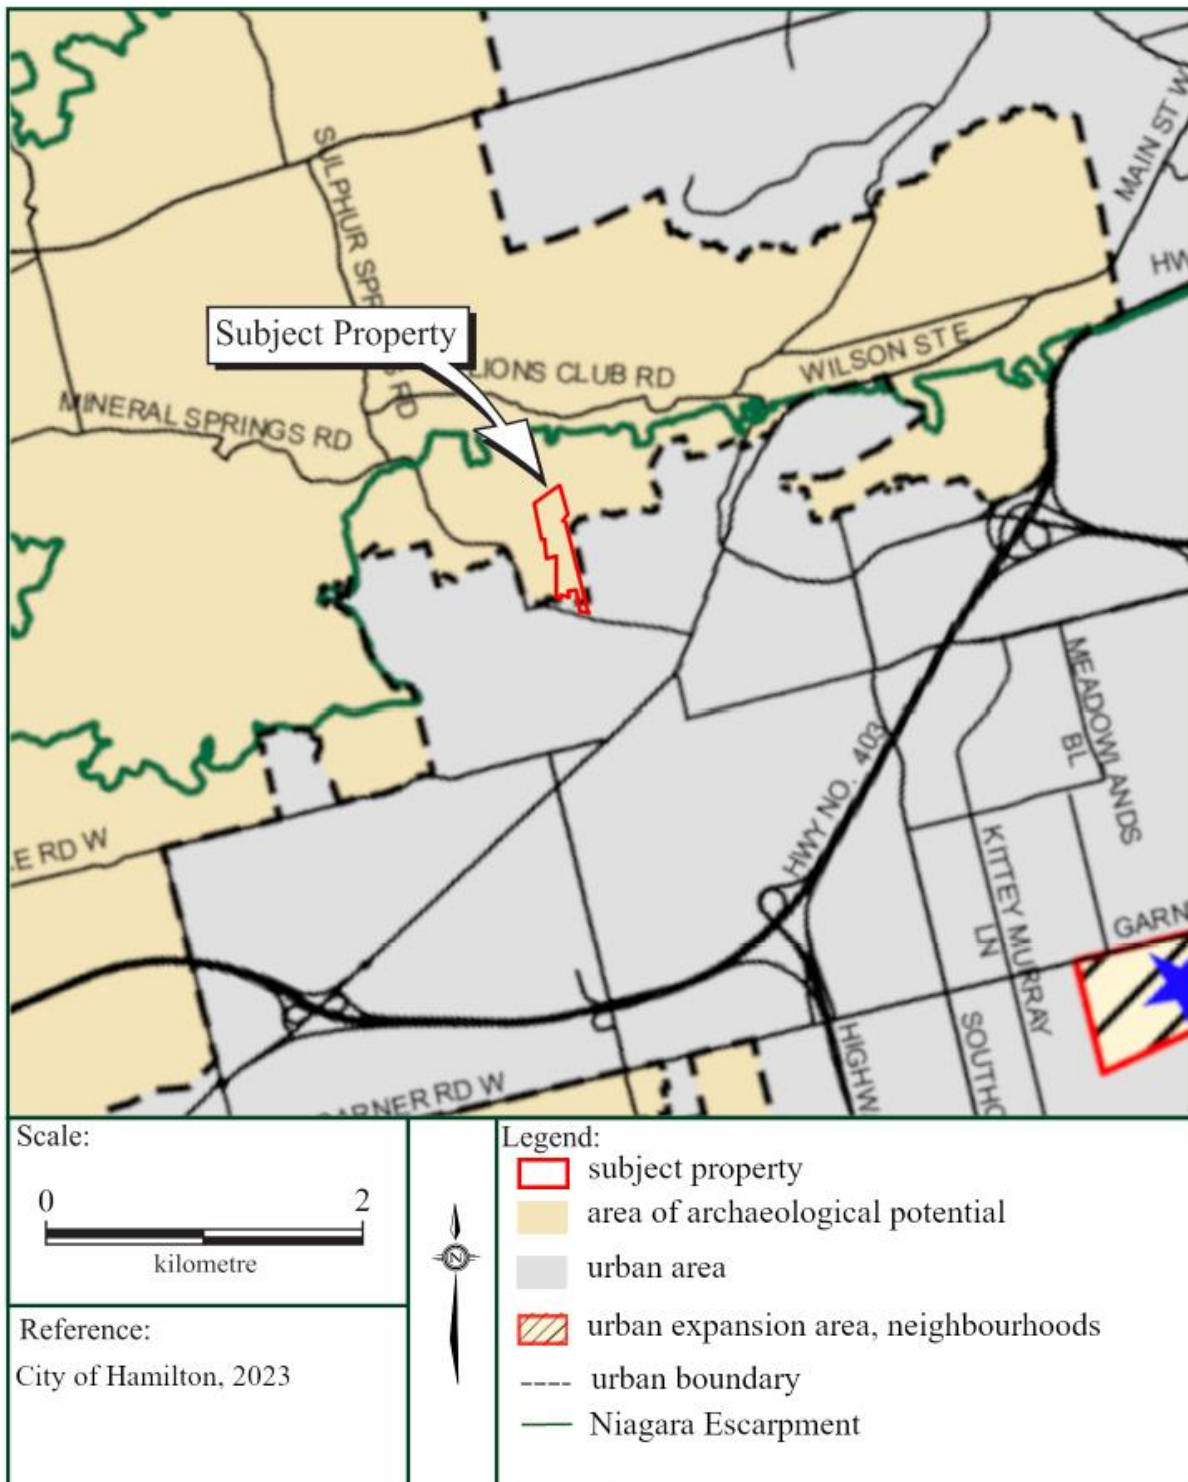 MAIN ST W
SULPHUR SPR
S RD
HW
Subject Property
LIONS CLUB RD
WILSON ST E
MINERAL SPRINGS RD
MEADOWLANDS
BL
HWY NO. 403
E RD W
KITTEY MURRAY
LN
GARN
SOUTHC
HIGHW
ARNER RD W
Scale:
0 2
kilometre
Reference:
City of Hamilton, 2023
N
Legend:
subject property
area of archaeological potential
urban area
urban expansion area, neighbourhoods
urban boundary
Niagara Escarpment